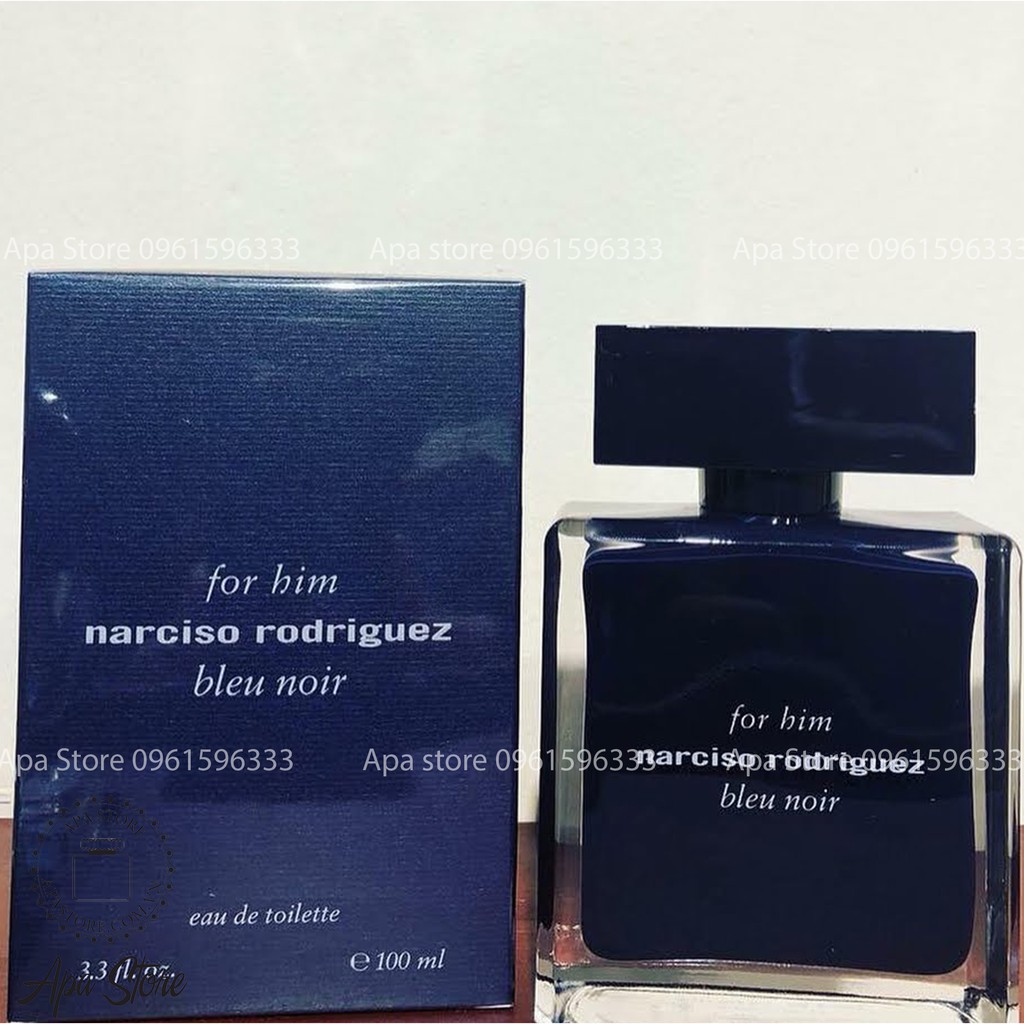 Apa Store 0961596333 Apa Store 0961596333 Apa Store 0961596333
for him
narciso rodriguez
bleu noir
for him
narciso rodriguez
bleu noir
Apa Store 0961596333 Apa Store 0961596333 Apa Store 0961596333
eau de toilette
3.3 fl. oz. e 100 ml
Apa Store